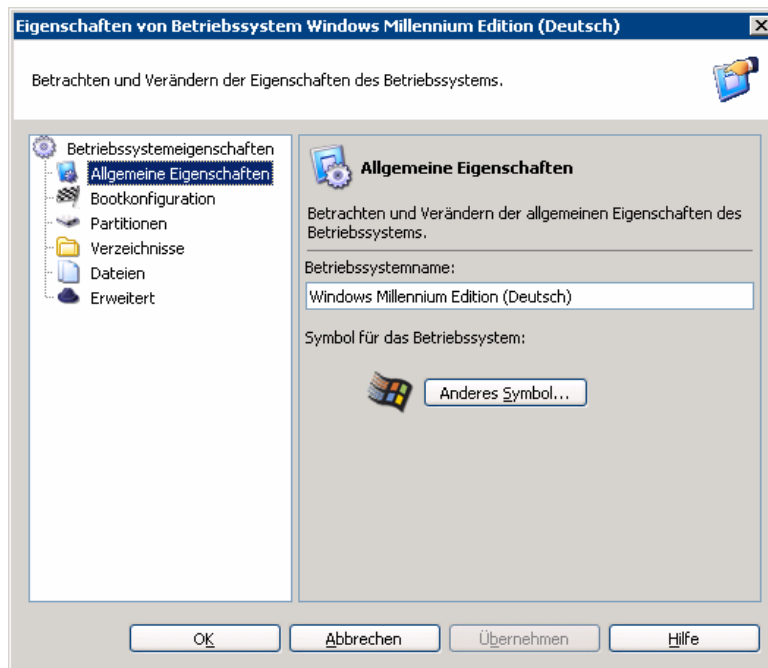 Eigenschaften von Betriebssystem Windows Millennium Edition (Deutsch)
Betrachten und Verändern der Eigenschaften des Betriebssystems.
Betriebssystemeigenschaften
Allgemeine Eigenschaften
Bootkonfiguration
Partitionen
Verzeichnisse
Dateien
Erweitert
Allgemeine Eigenschaften
Betrachten und Verändern der allgemeinen Eigenschaften des
Betriebssystems.
Betriebssystemname:
Windows Millennium Edition (Deutsch)
Symbol für das Betriebssystem:
Anderes Symbol...
OK
Abbrechen
Übernehmen
Hilfe